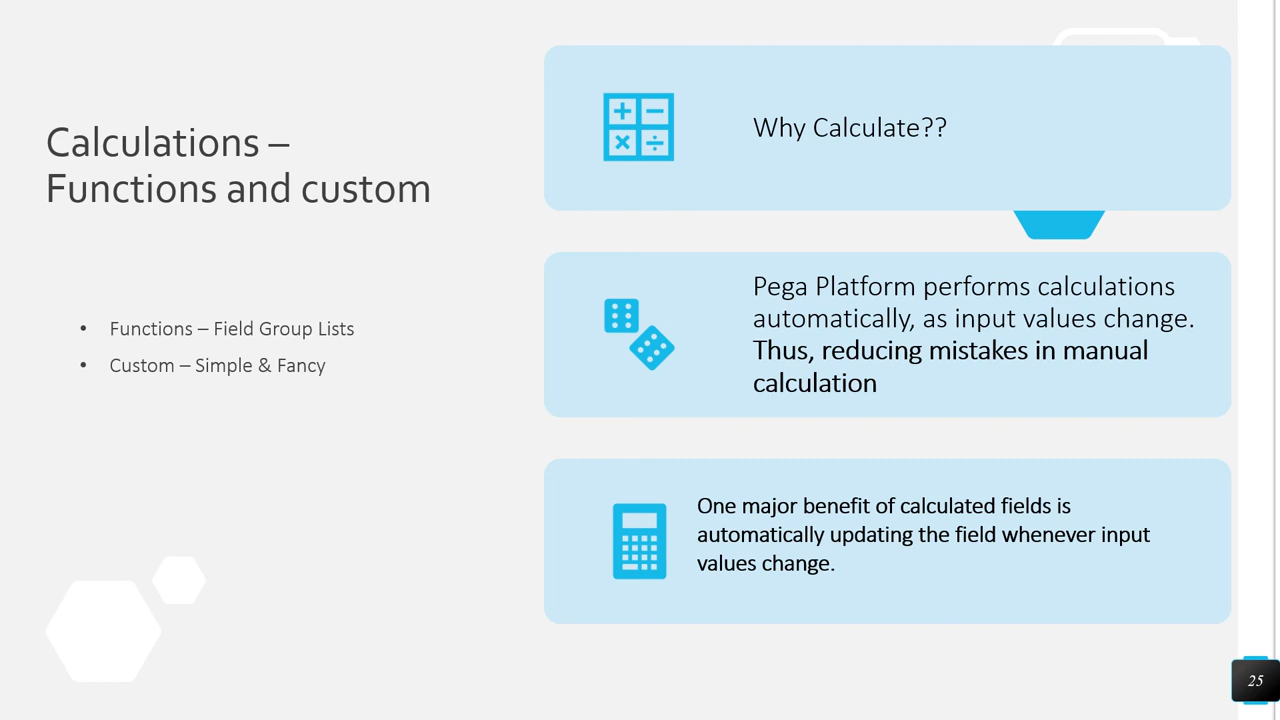 Calculations –
Functions and custom
• Functions – Field Group Lists
• Custom – Simple & Fancy
Why Calculate??
Pega Platform performs calculations
automatically, as input values change.
Thus, reducing mistakes in manual
calculation
One major benefit of calculated fields is
automatically updating the field whenever input
values change.
25